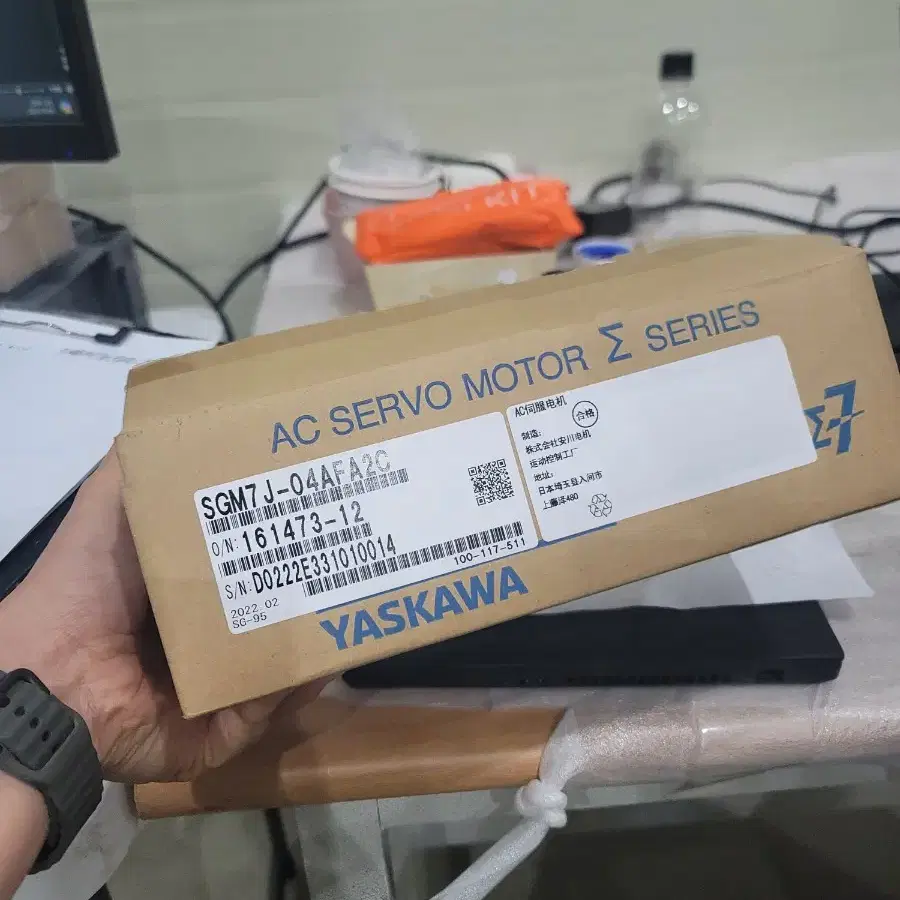 KIT
AC SERVO MOTOR Σ SERIES
SGM7J-04AFA2C
O/N:161473-12
S/N:D0222E331010014
2022.02
SG-95
100-117-511
AC伺服电机
合格
制造:
株式会社安川电机
运动控制工厂
地址:
日本埼玉县入间市
上藤泽480
Σ-7
YASKAWA